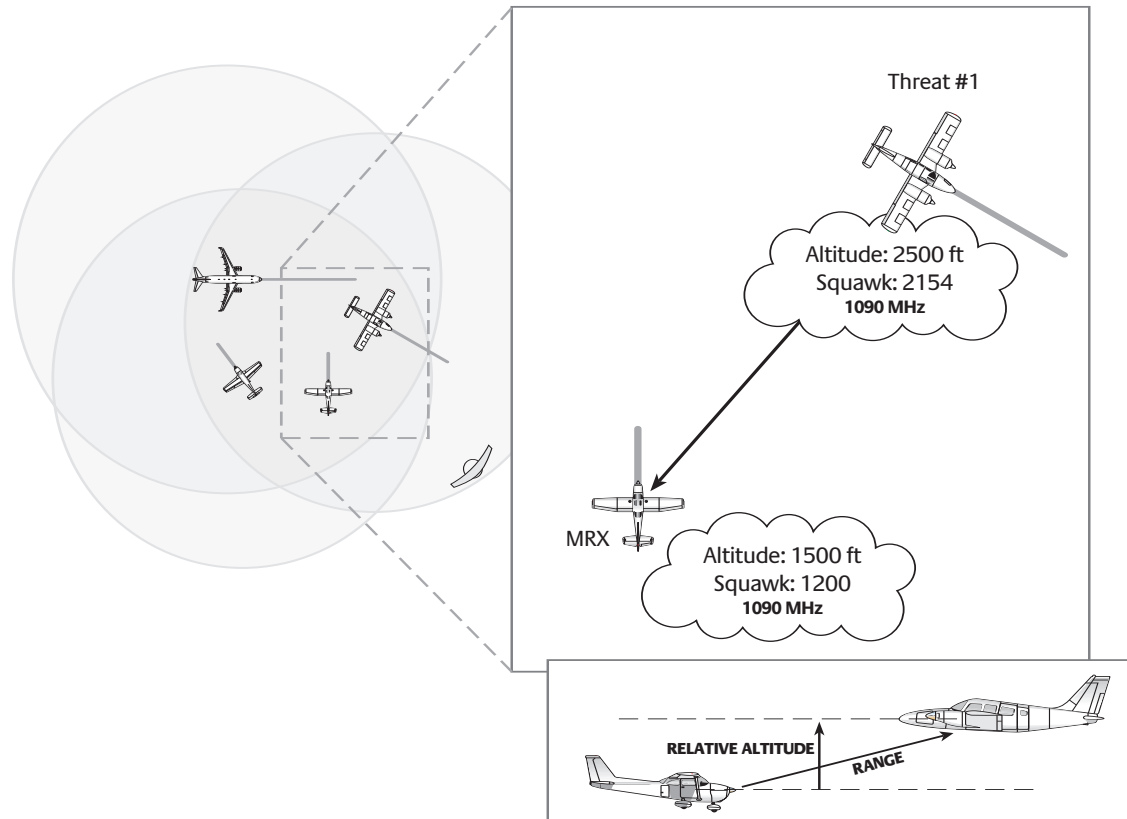 Threat #1
Altitude: 2500 ft
Squawk: 2154
1090 MHz
MRX
Altitude: 1500 ft
Squawk: 1200
1090 MHz
RELATIVE ALTITUDE
RANGE